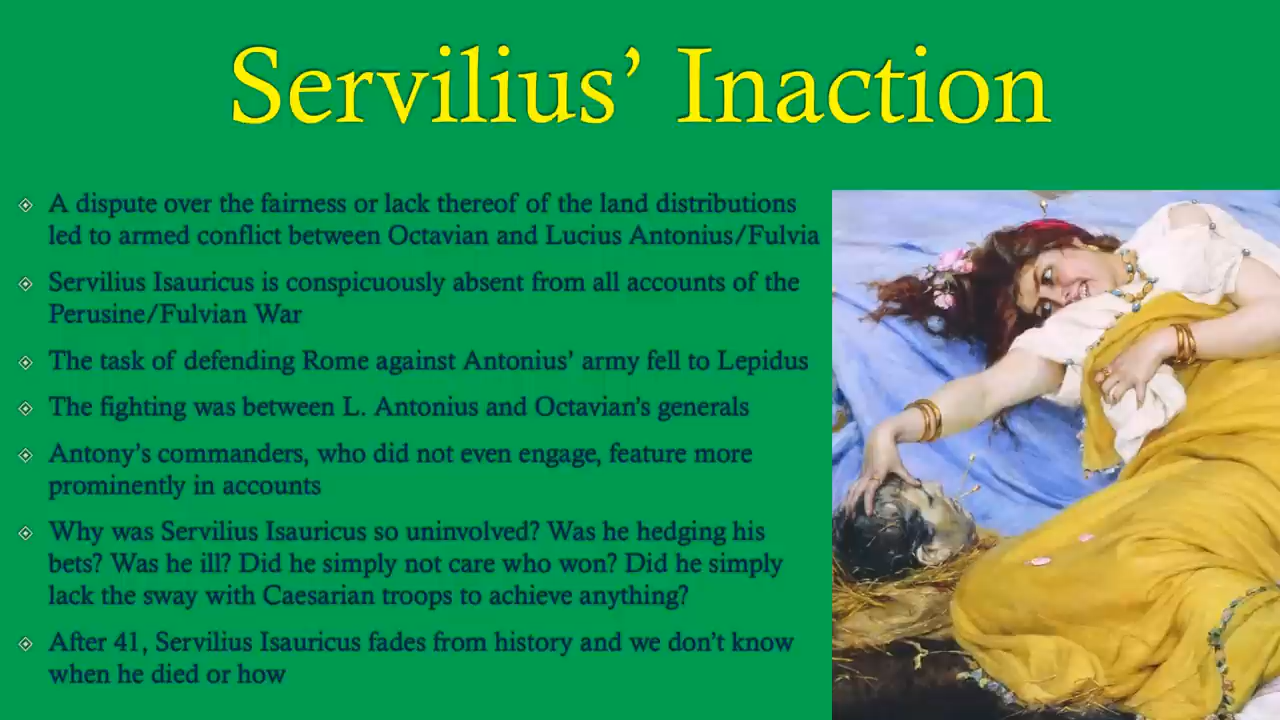 Servilius’ Inaction
A dispute over the fairness or lack thereof of the land distributions
led to armed conflict between Octavian and Lucius Antonius/Fulvia
Servilius Isauricus is conspicuously absent from all accounts of the
Perusine/Fulvian War
The task of defending Rome against Antonius’ army fell to Lepidus
The fighting was between L. Antonius and Octavian’s generals
Antony’s commanders, who did not even engage, feature more
prominently in accounts
Why was Servilius Isauricus so uninvolved? Was he hedging his
bets? Was he ill? Did he simply not care who won? Did he simply
lack the sway with Caesarian troops to achieve anything?
After 41, Servilius Isauricus fades from history and we don’t know
when he died or how